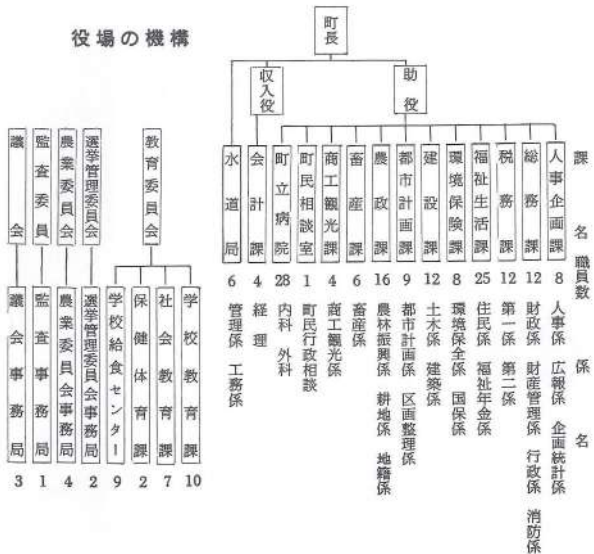 役場の機構
町長
助役
収入役
課名
職員数
係名
人事企画課
8
人事係 広報係 企画統計係
総務課
12
財政係 財産管理係 行政係 消防係
税務課
12
第一係 第二係
福祉生活課
25
住民係 福祉年金係
環境保険課
8
環境保全係 国保係
建設課
12
土木係 建築係
都市計画課
9
都市計画係 区画整理係
農政課
16
農林振興係 耕地係 地籍係
畜産課
6
畜産係
商工観光課
4
商工観光係
町民相談室
1
町民行政相談
町立病院
28
内科 外科
会計課
4
経理
水道局
6
管理係 工務係
教育委員会
学校教育課
10
社会教育課
7
保健体育課
2
学校給食センター
9
選挙管理委員会
選挙管理委員会事務局
2
農業委員会
農業委員会事務局
4
監査委員
監査事務局
1
議会
議会事務局
3